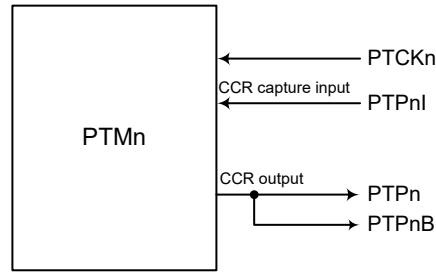 PTCKn
CCR capture input
PTPnI
PTMn
CCR output
PTPn
PTPnB